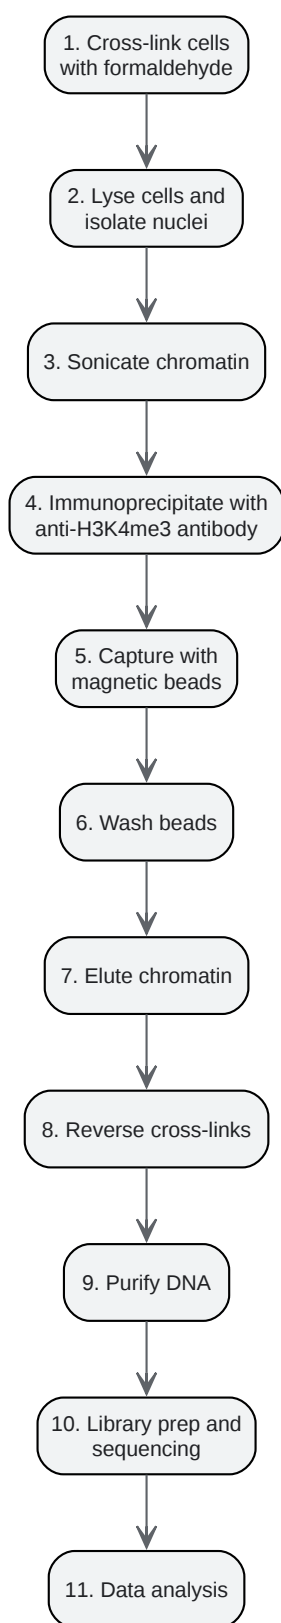 1. Cross-link cells
with formaldehyde
2. Lyse cells and
isolate nuclei
3. Sonicate chromatin
4. Immunoprecipitate with
anti-H3K4me3 antibody
5. Capture with
magnetic beads
6. Wash beads
7. Elute chromatin
8. Reverse cross-links
9. Purify DNA
10. Library prep and
sequencing
11. Data analysis